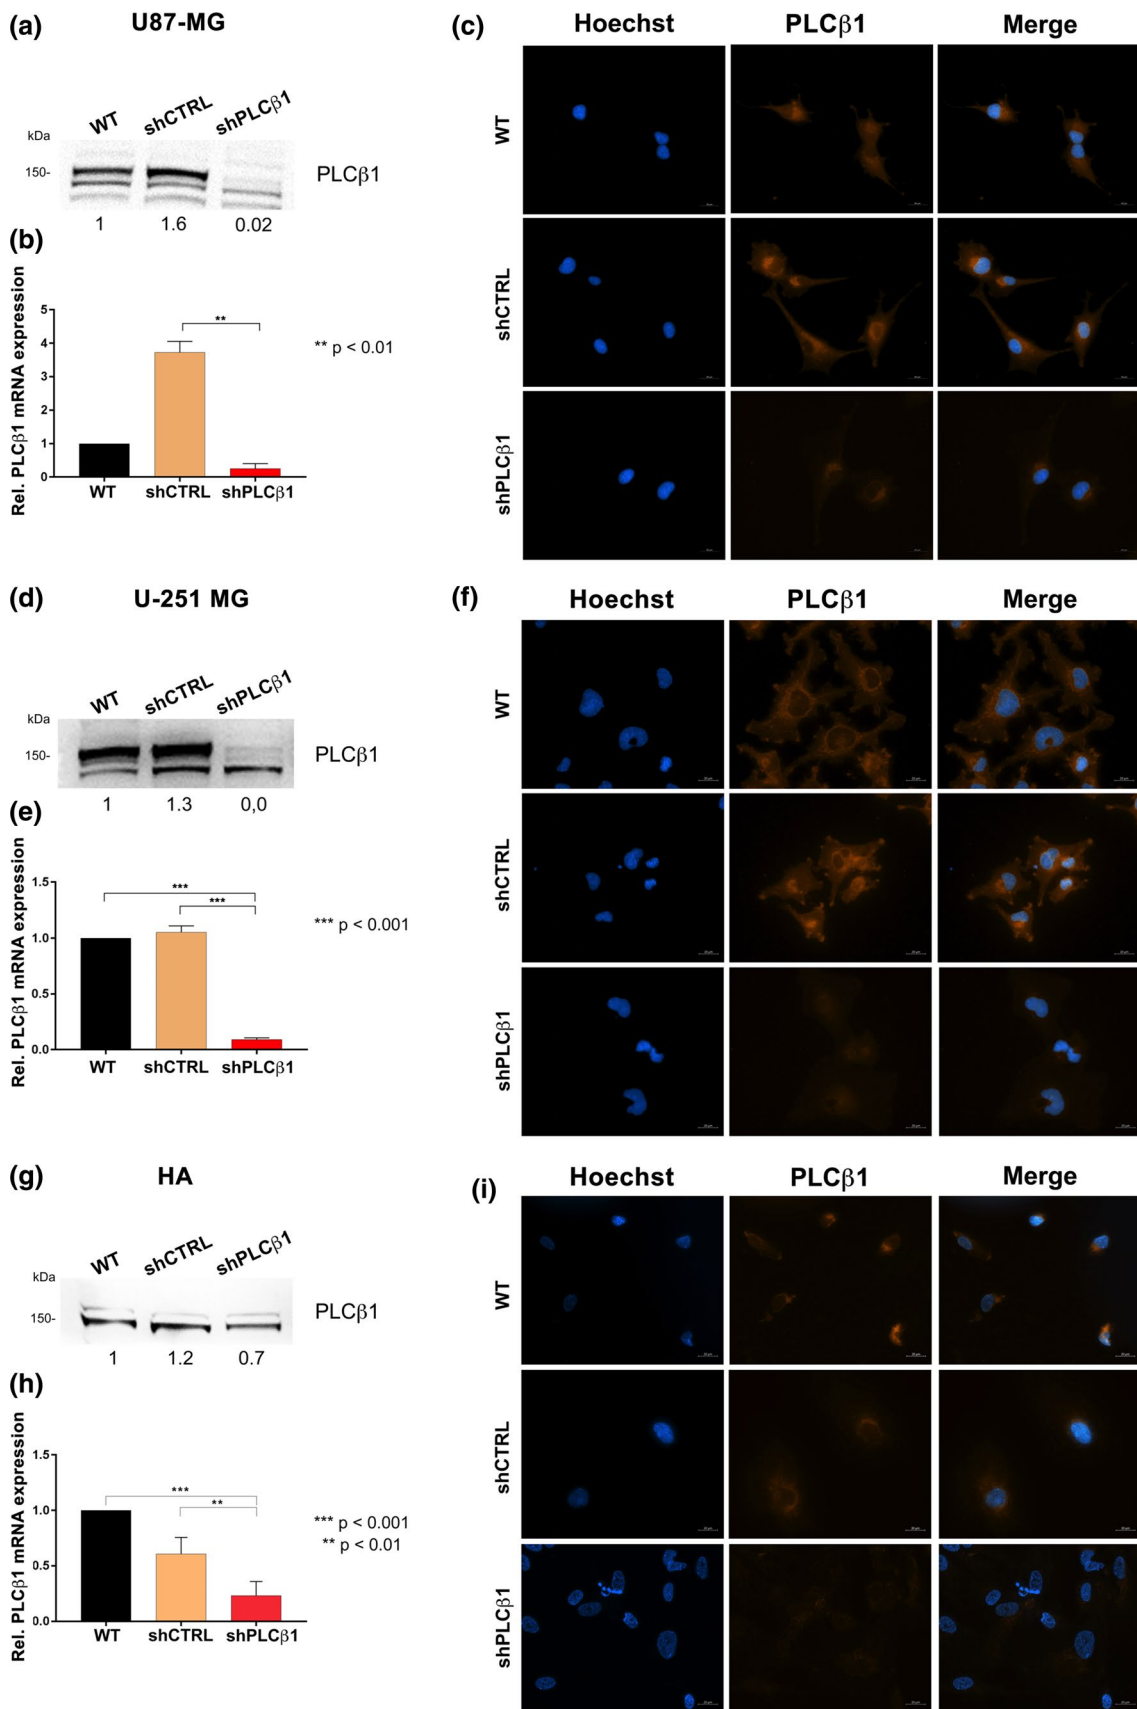 (a)
U87-MG
WT
shCTRL
shPLCβ1
kDa
150-
PLCβ1
1
1.6
0.02
(b)
Rel. PLCβ1 mRNA expression
5
4
3
2
1
0
**
** p < 0.01
WT
shCTRL
shPLCβ1
(c)
Hoechst
PLCβ1
Merge
WT
shCTRL
shPLCβ1
(d)
U-251 MG
WT
shCTRL
shPLCβ1
kDa
150-
PLCβ1
1
1.3
0,0
(e)
Rel. PLCβ1 mRNA expression
1.5
1.0
0.5
0.0
***
***
*** p < 0.001
WT
shCTRL
shPLCβ1
(f)
Hoechst
PLCβ1
Merge
WT
shCTRL
shPLCβ1
(g)
HA
WT
shCTRL
shPLCβ1
kDa
150-
PLCβ1
1
1.2
0.7
(h)
Rel. PLCβ1 mRNA expression
1.5
1.0
0.5
0.0
***
**
*** p < 0.001
** p < 0.01
WT
shCTRL
shPLCβ1
(i)
Hoechst
PLCβ1
Merge
WT
shCTRL
shPLCβ1